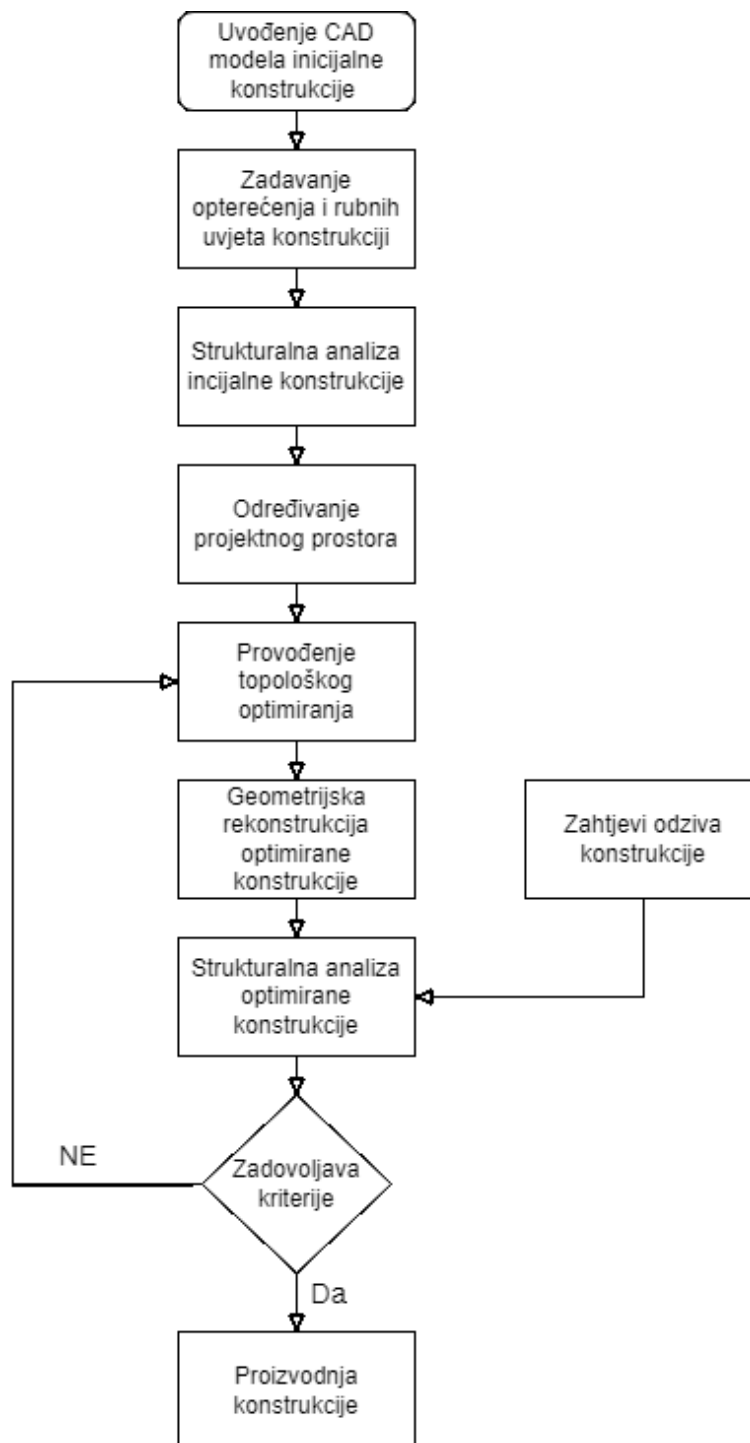 Uvođenje CAD
modela inicijalne
konstrukcije
Zadavanje
opterećenja i rubnih
uvjeta konstrukciji
Strukturalna analiza
incijalne konstrukcije
Određivanje
projektnog prostora
Provođenje
topološkog
optimiranja
Geometrijska
rekonstrukcija
optimirane
konstrukcije
Zahtjevi odziva
konstrukcije
Strukturalna analiza
optimirane
konstrukcije
NE
Zadovoljava
kriterije
Da
Proizvodnja
konstrukcije